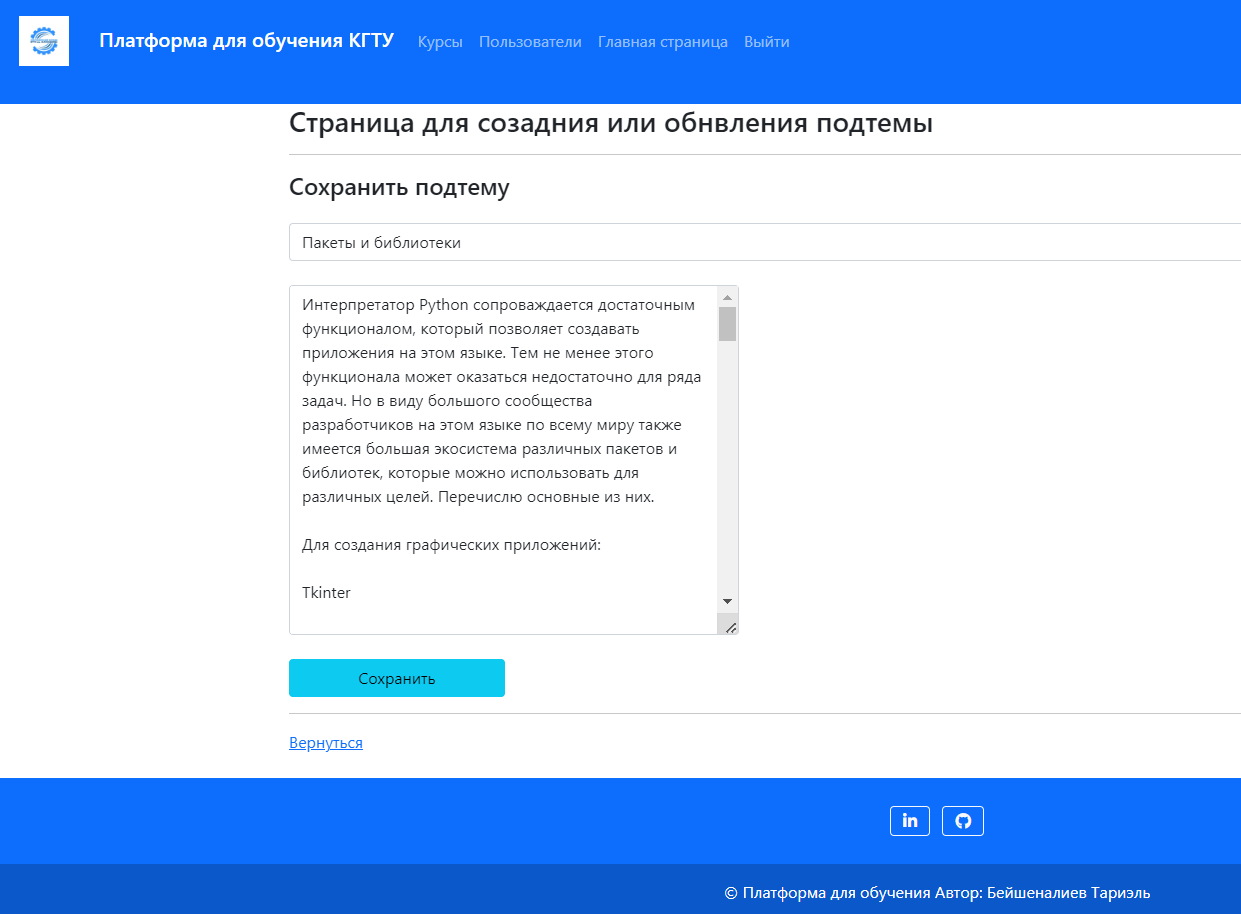 Платформа для обучения КГТУ Курсы Пользователи Главная страница Выйти
Страница для созадния или обнвления подтемы
Сохранить подтему
Пакеты и библиотеки
Интерпретатор Python сопроваждается достаточным
функционалом, который позволяет создавать
приложения на этом языке. Тем не менее этого
функционала может оказаться недостаточно для ряда
задач. Но в виду большого сообщества
разработчиков на этом языке по всему миру также
имеется большая экосистема различных пакетов и
библиотек, которые можно использовать для
различных целей. Перечислю основные из них.
Для создания графических приложений:
Tkinter
Сохранить
Вернуться
in
© Платформа для обучения Автор: Бейшеналиев Тариэль